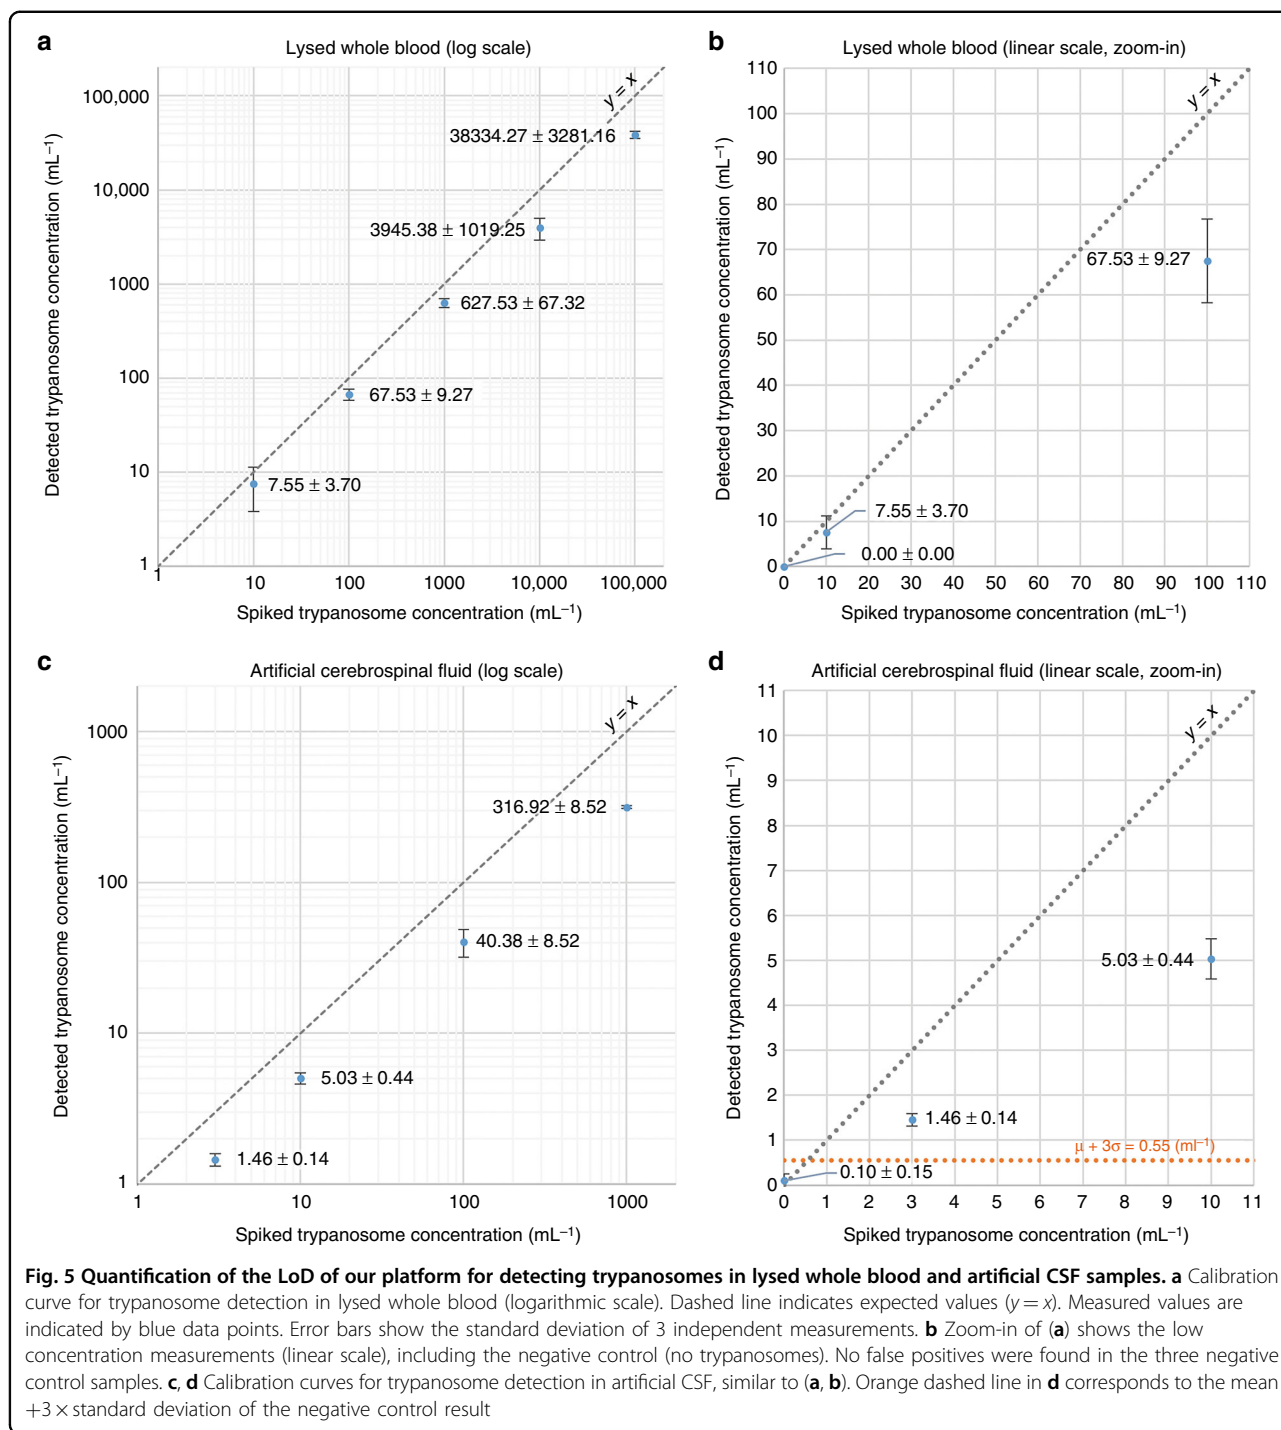 a
Lysed whole blood (log scale)
y = x
100,000
10,000
1000
100
10
1
Detected trypanosome concentration (mL⁻¹)
38334.27 ± 3281.16
3945.38 ± 1019.25
627.53 ± 67.32
67.53 ± 9.27
7.55 ± 3.70
1 10 100 1000 10,000 100,000
Spiked trypanosome concentration (mL⁻¹)
b
Lysed whole blood (linear scale, zoom-in)
y = x
110
100
90
80
70
60
50
40
30
20
10
0
Detected trypanosome concentration (mL⁻¹)
67.53 ± 9.27
7.55 ± 3.70
0.00 ± 0.00
0 10 20 30 40 50 60 70 80 90 100 110
Spiked trypanosome concentration (mL⁻¹)
c
Artificial cerebrospinal fluid (log scale)
y = x
1000
100
10
1
Detected trypanosome concentration (mL⁻¹)
316.92 ± 8.52
40.38 ± 8.52
5.03 ± 0.44
1.46 ± 0.14
1 10 100 1000
Spiked trypanosome concentration (mL⁻¹)
d
Artificial cerebrospinal fluid (linear scale, zoom-in)
y = x
11
10
9
8
7
6
5
4
3
2
1
0
Detected trypanosome concentration (mL⁻¹)
5.03 ± 0.44
1.46 ± 0.14
μ + 3σ = 0.55 (ml⁻¹)
0.10 ± 0.15
0 1 2 3 4 5 6 7 8 9 10 11
Spiked trypanosome concentration (mL⁻¹)
Fig. 5 Quantification of the LoD of our platform for detecting trypanosomes in lysed whole blood and artificial CSF samples. a Calibration
curve for trypanosome detection in lysed whole blood (logarithmic scale). Dashed line indicates expected values (y = x). Measured values are
indicated by blue data points. Error bars show the standard deviation of 3 independent measurements. b Zoom-in of (a) shows the low
concentration measurements (linear scale), including the negative control (no trypanosomes). No false positives were found in the three negative
control samples. c, d Calibration curves for trypanosome detection in artificial CSF, similar to (a, b). Orange dashed line in d corresponds to the mean
+3 × standard deviation of the negative control result